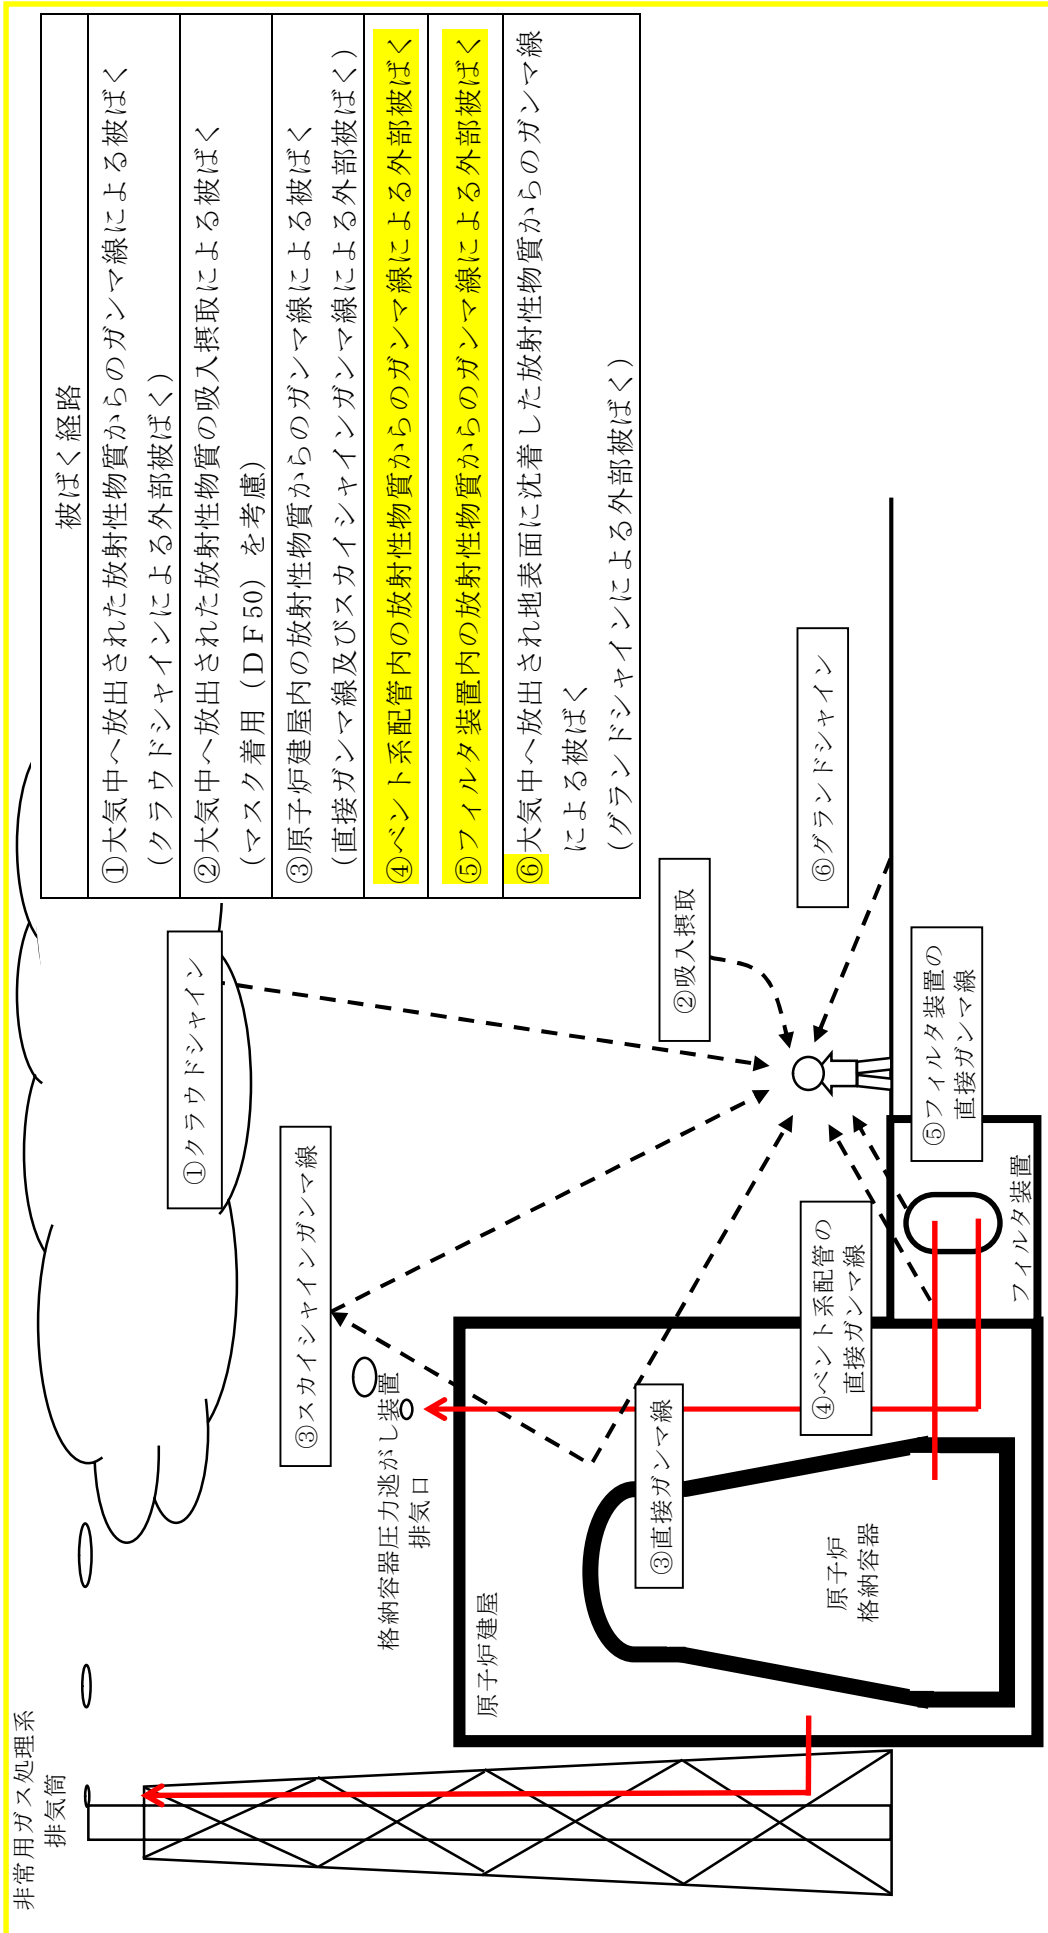 被ばく経路
①大気中へ放出された放射性物質からのガンマ線による被ばく
(クラウドシャインによる外部被ばく)
②大気中へ放出された放射性物質の吸入摂取による被ばく
(マスク着用（ＤＦ50）を考慮)
③原子炉建屋内の放射性物質からのガンマ線による被ばく
(直接ガンマ線及びスカイシャインガンマ線による外部被ばく)
④ベント系配管内の放射性物質からのガンマ線による外部被ばく
⑤フィルタ装置内の放射性物質からのガンマ線による外部被ばく
⑥大気中へ放出され地表面に沈着した放射性物質からのガンマ線
による被ばく
(グランドシャインによる外部被ばく)
非常用ガス処理系
排気筒
①クラウドシャイン
③スカイシャインガンマ線
格納容器圧力逃がし装置
排気口
原子炉建屋
③直接ガンマ線
②吸入摂取
⑥グランドシャイン
④ベント系配管の
直接ガンマ線
原子炉
格納容器
⑤フィルタ装置の
直接ガンマ線
フィルタ装置